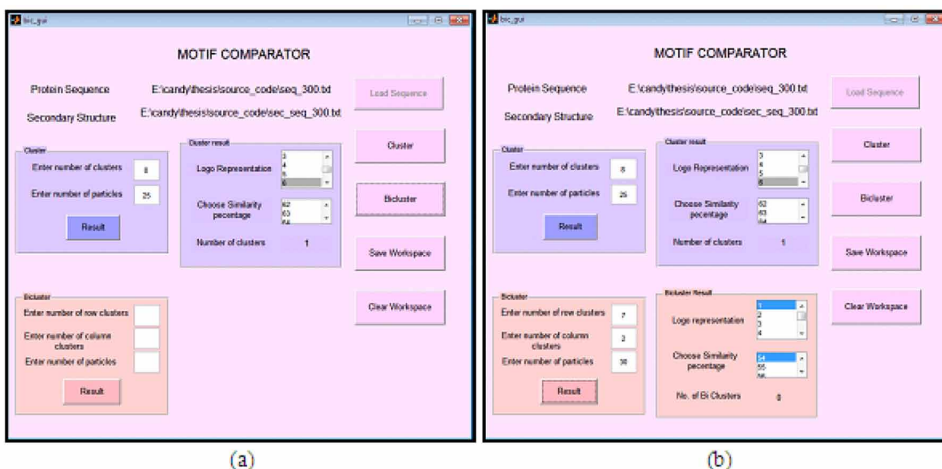 bic_gui
MOTIF COMPARATOR
Protein Sequence E:\candy\thesis\source_code\seq_300.txt Load Sequence
Secondary Structure E:\candy\thesis\source_code\sec_seq_300.txt
Cluster
Enter number of clusters 8
Enter number of particles 25
Result
Cluster result
Logo Representation 3 4 5 6
Choose Similarity pecentage 62 63 64
Number of clusters 1
Cluster
Bicluster
Save Workspace
Clear Workspace
Bicluster
Enter number of row clusters
Enter number of column clusters
Enter number of particles
Result
(a)
bic_gui
MOTIF COMPARATOR
Protein Sequence E:\candy\thesis\source_code\seq_300.txt Load Sequence
Secondary Structure E:\candy\thesis\source_code\sec_seq_300.txt
Cluster
Enter number of clusters 8
Enter number of particles 25
Result
Cluster result
Logo Representation 3 4 5 6
Choose Similarity pecentage 62 63 64
Number of clusters 1
Cluster
Bicluster
Save Workspace
Clear Workspace
Bicluster
Enter number of row clusters 7
Enter number of column clusters 2
Enter number of particles 30
Result
Bicluster Result
Logo representation 1 2 3 4
Choose Similarity pecentage 54 55 56
No. of Bi Clusters 0
(b)